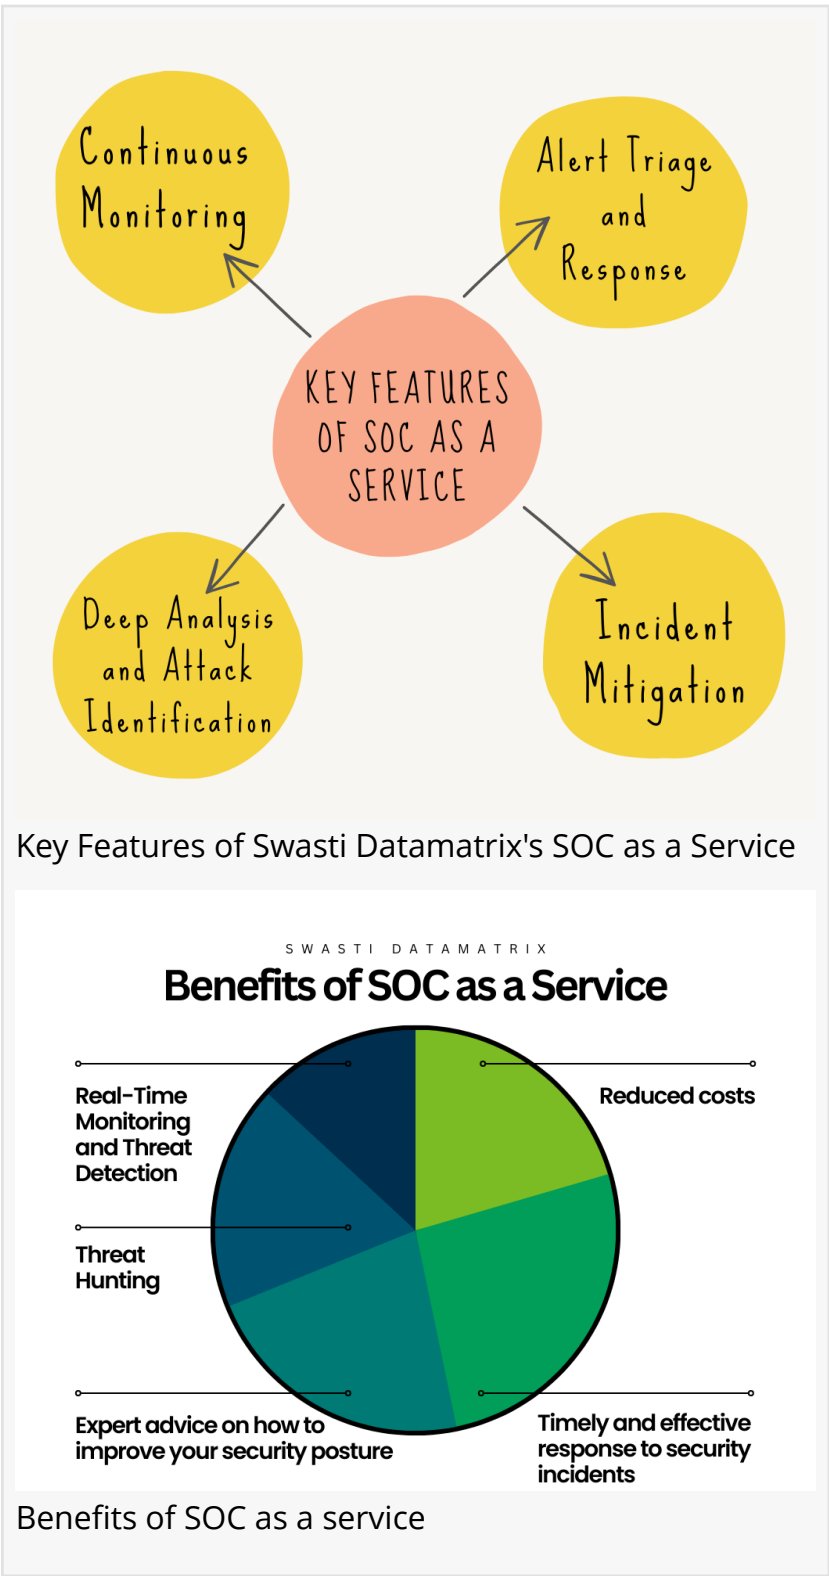 Continuous
Monitoring
Alert Triage
and
Response
KEY FEATURES
OF SOC AS A
SERVICE
Deep Analysis
and Attack
Identification
Incident
Mitigation
Key Features of Swasti Datamatrix's SOC as a Service
SWASTI DATAMATRIX
Benefits of SOC as a Service
Real-Time
Monitoring
and Threat
Detection
Reduced costs
Threat
Hunting
Expert advice on how to
improve your security posture
Timely and effective
response to security
incidents
Benefits of SOC as a service